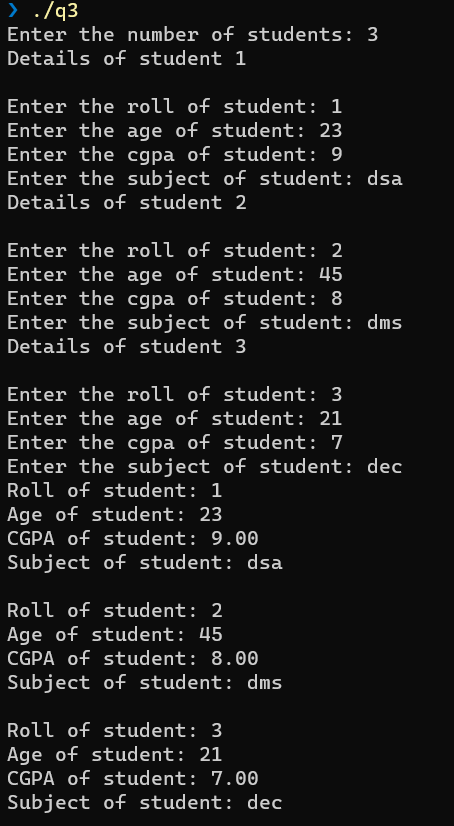 ❯ ./q3
Enter the number of students: 3
Details of student 1
Enter the roll of student: 1
Enter the age of student: 23
Enter the cgpa of student: 9
Enter the subject of student: dsa
Details of student 2
Enter the roll of student: 2
Enter the age of student: 45
Enter the cgpa of student: 8
Enter the subject of student: dms
Details of student 3
Enter the roll of student: 3
Enter the age of student: 21
Enter the cgpa of student: 7
Enter the subject of student: dec
Roll of student: 1
Age of student: 23
CGPA of student: 9.00
Subject of student: dsa
Roll of student: 2
Age of student: 45
CGPA of student: 8.00
Subject of student: dms
Roll of student: 3
Age of student: 21
CGPA of student: 7.00
Subject of student: dec